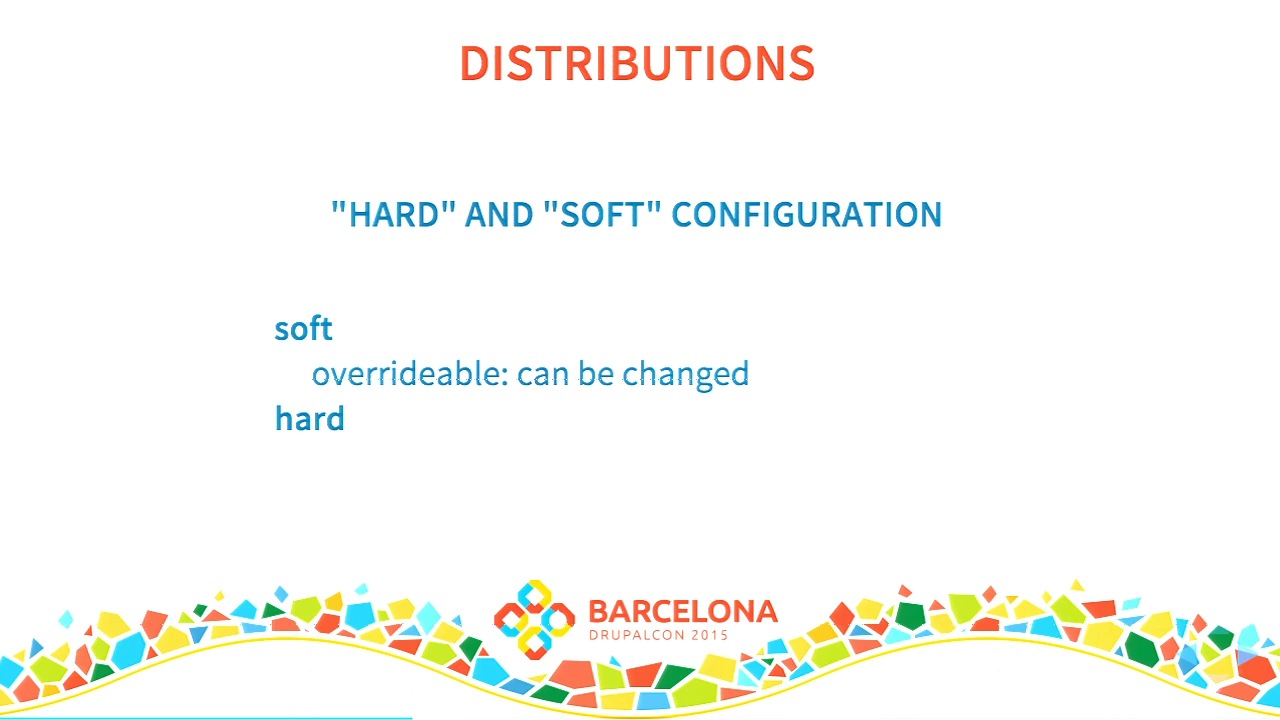 DISTRIBUTIONS
"HARD" AND "SOFT" CONFIGURATION
soft
overrideable: can be changed
hard
BARCELONA
DRUPALCON 2015